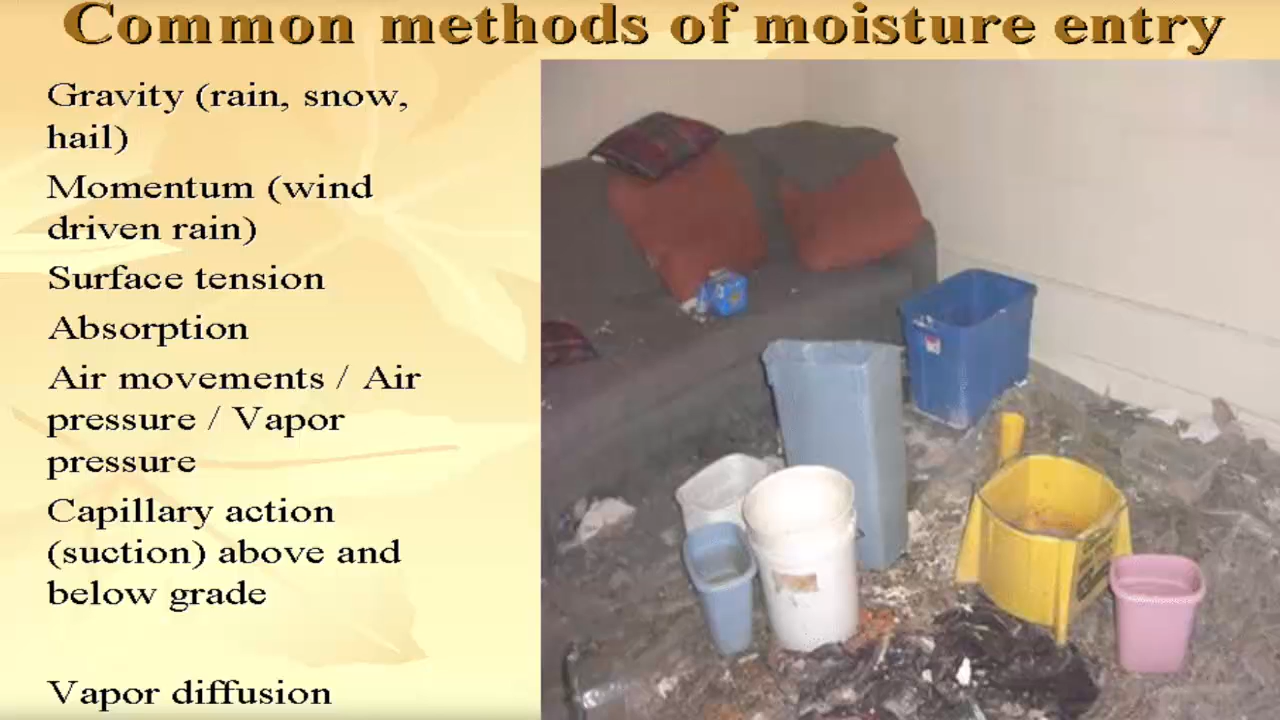 Common methods of moisture entry
Gravity (rain, snow,
hail)
Momentum (wind
driven rain)
Surface tension
Absorption
Air movements / Air
pressure / Vapor
pressure
Capillary action
(suction) above and
below grade
Vapor diffusion